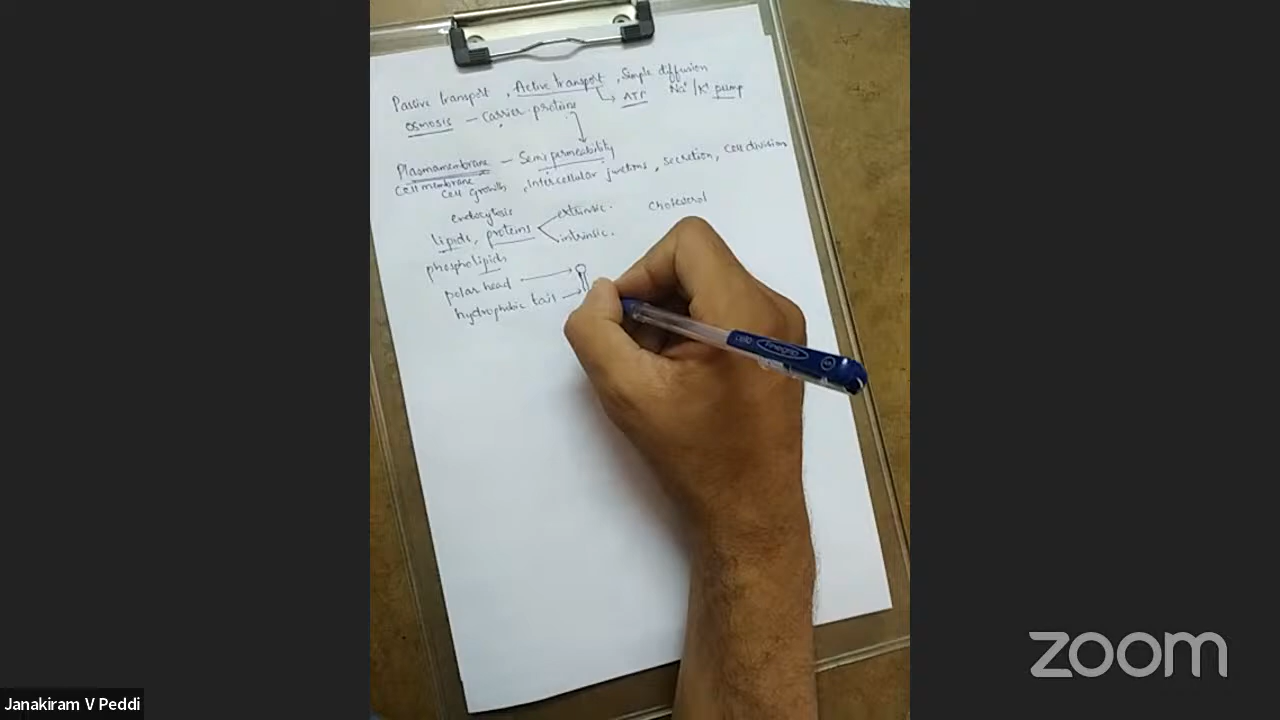 Passive transport, Active transport, Simple diffusion
ATP Na⁺/K⁺ pump
osmosis - Carrier proteins
Plasmamembrane - Semipermeability
Cell membrane
Cell growth, Intercellular junctions, secretion, Cell division
endocytosis
lipids, proteins
extrinsic.
intrinsic.
Cholesterol
phospholipids
polar head
hydrophobic tail
Janakiram V Peddi
zoom